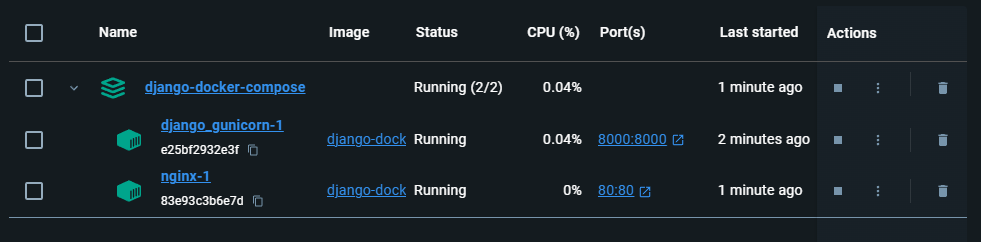 Name Image Status CPU (%) Port(s) Last started Actions
django-docker-compose Running (2/2) 0.04% 1 minute ago
django_gunicorn-1
e25bf2932e3f
django-dock Running 0.04% 8000:8000 2 minutes ago
nginx-1
83e93c3b6e7d
django-dock Running 0% 80:80 1 minute ago